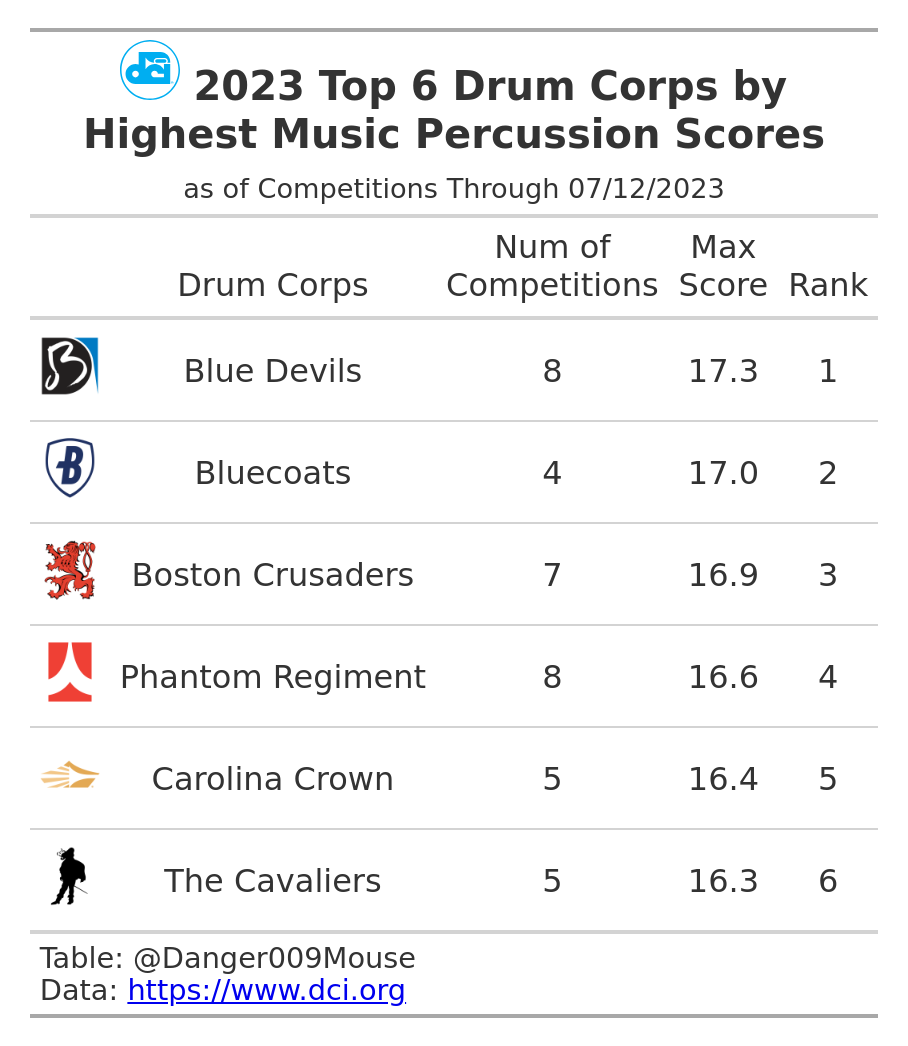 2023 Top 6 Drum Corps by
Highest Music Percussion Scores
as of Competitions Through 07/12/2023
Drum Corps Num of Competitions Max Score Rank
Blue Devils 8 17.3 1
Bluecoats 4 17.0 2
Boston Crusaders 7 16.9 3
Phantom Regiment 8 16.6 4
Carolina Crown 5 16.4 5
The Cavaliers 5 16.3 6
Table: @Danger009Mouse
Data: https://www.dci.org